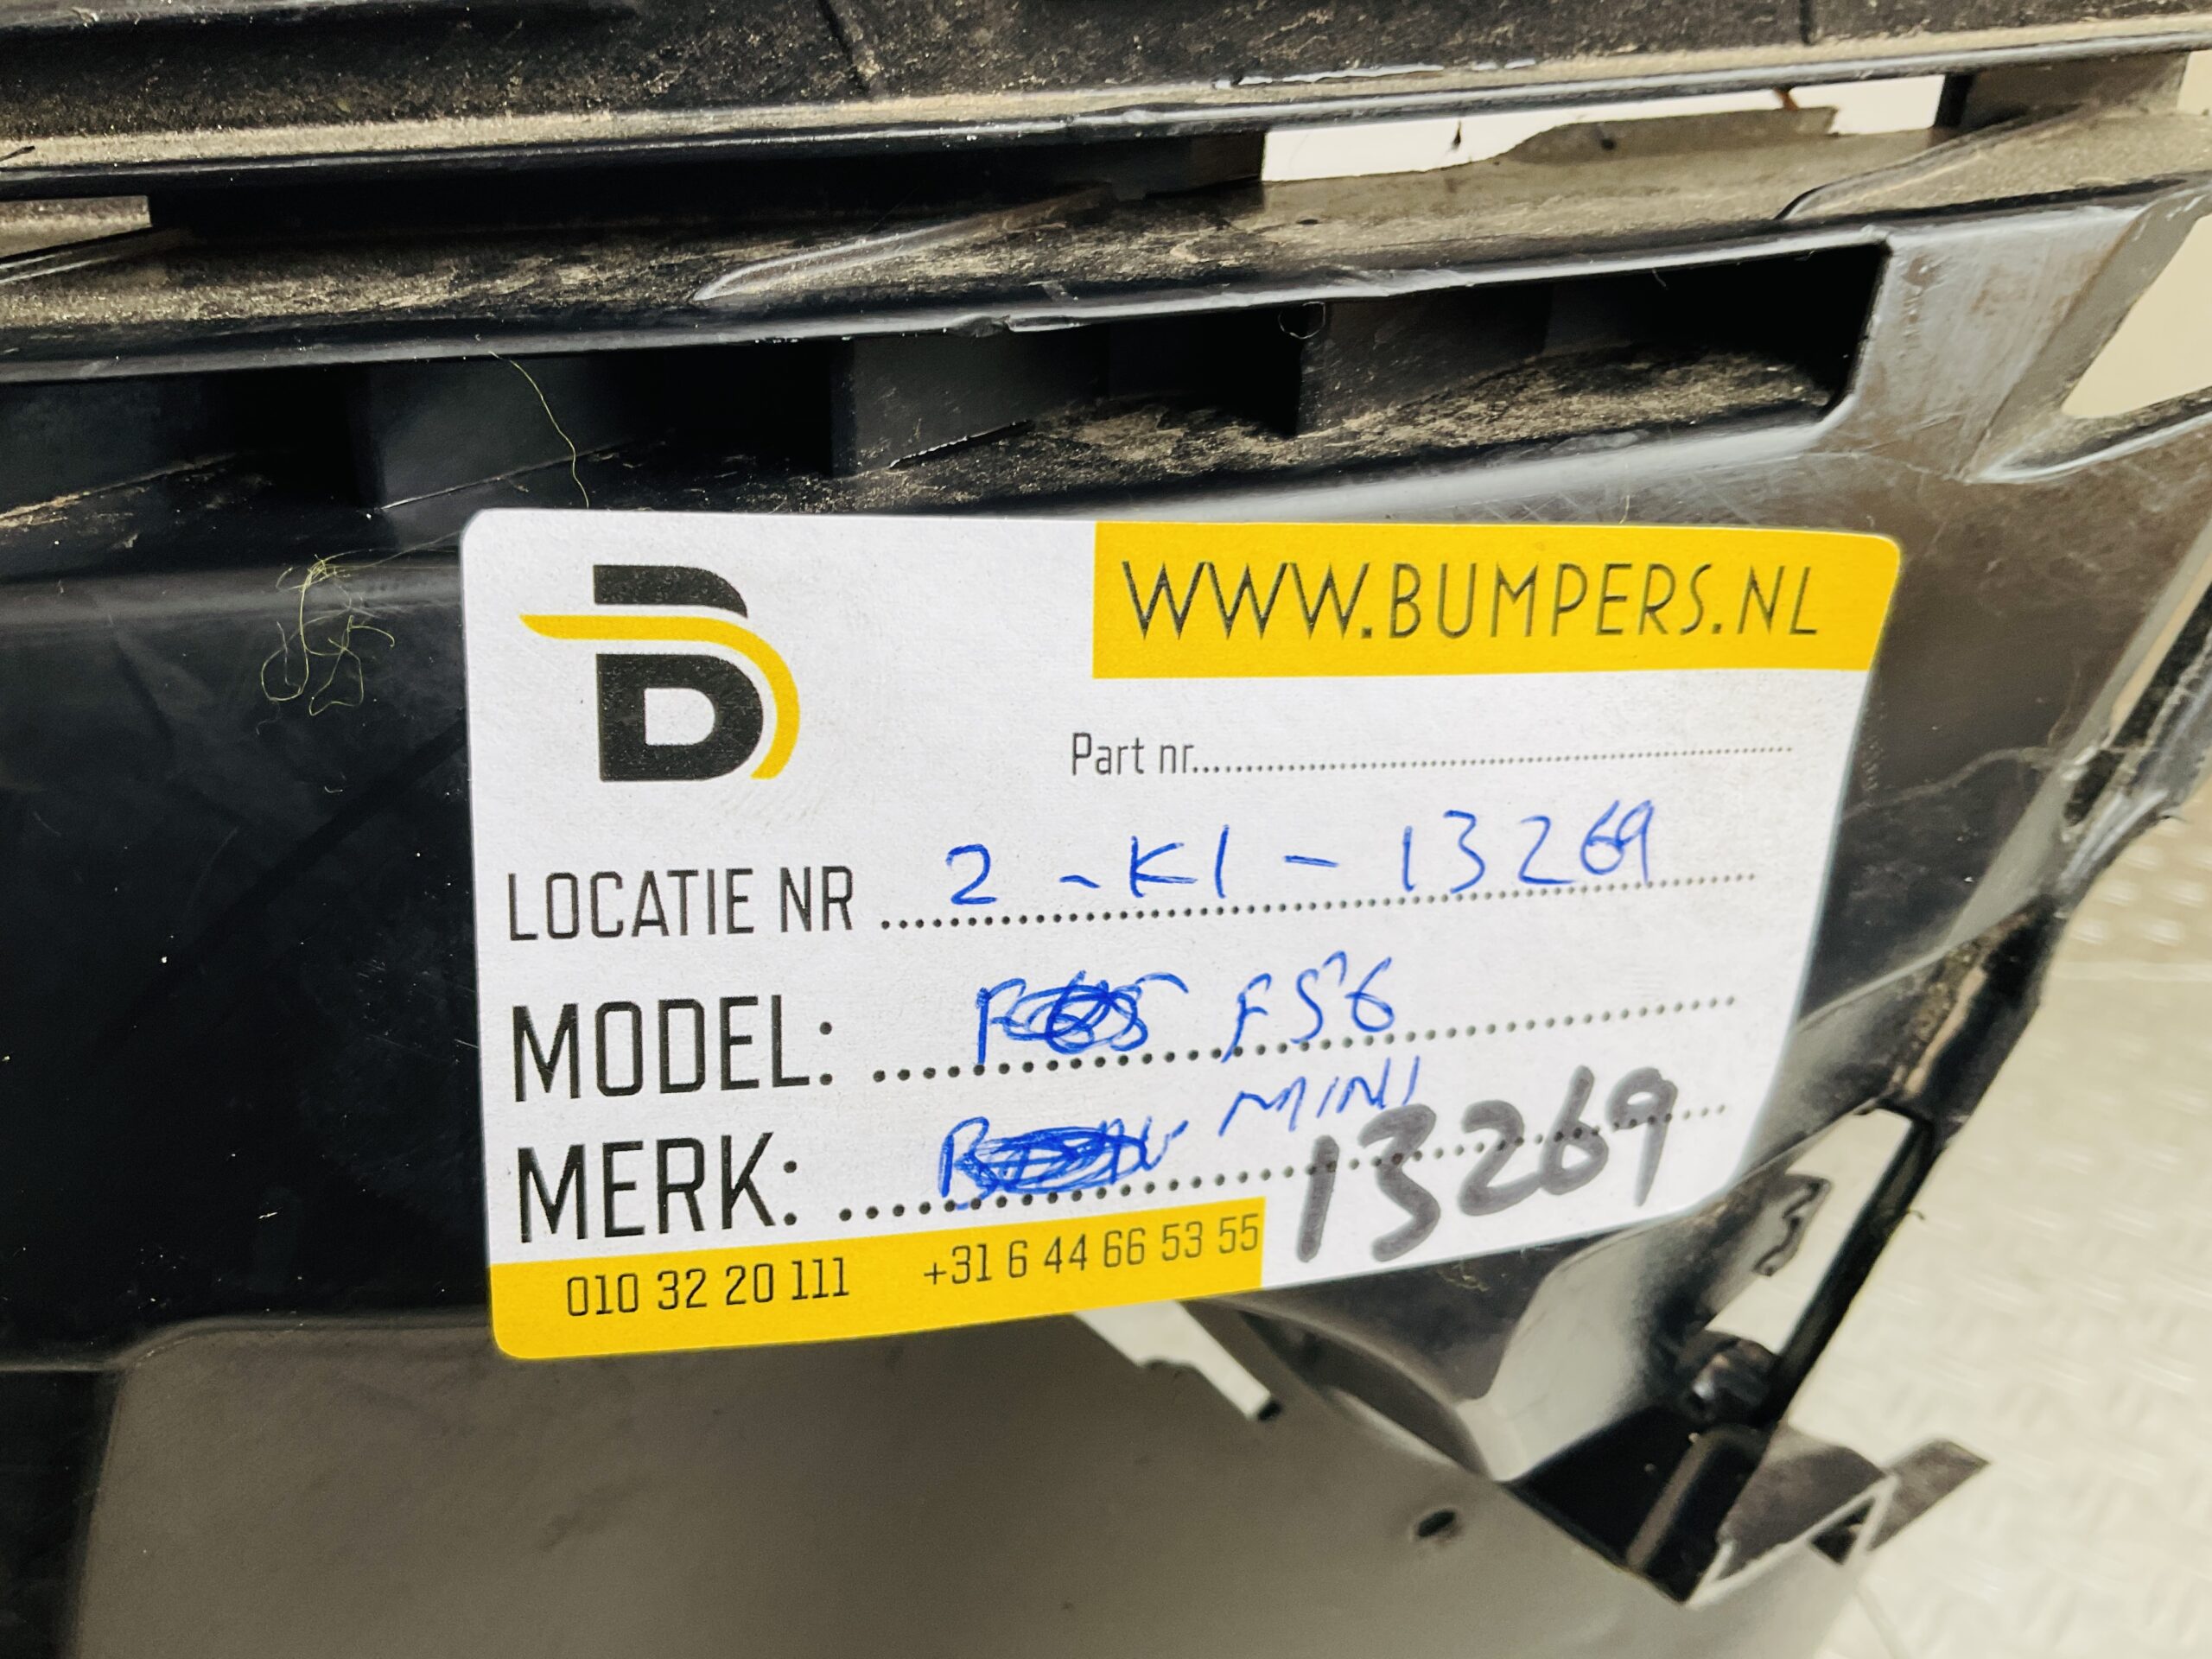 WWW.BUMPERS.NL
Part nr.
LOCATIE NR 2-K1-13269
MODEL: F56
MERK: MINI
13269
010 32 20 111 +31 6 44 66 53 55